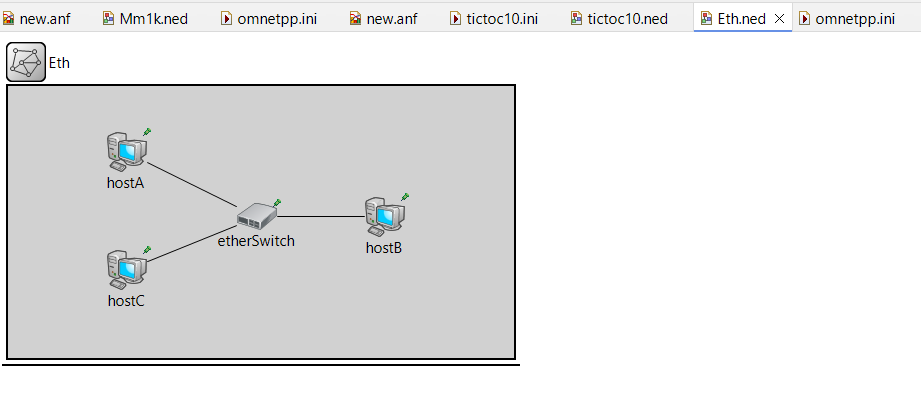 new.anf Mm1k.ned omnetpp.ini new.anf tictoc10.ini tictoc10.ned Eth.ned omnetpp.ini
Eth
hostA
etherSwitch
hostB
hostC